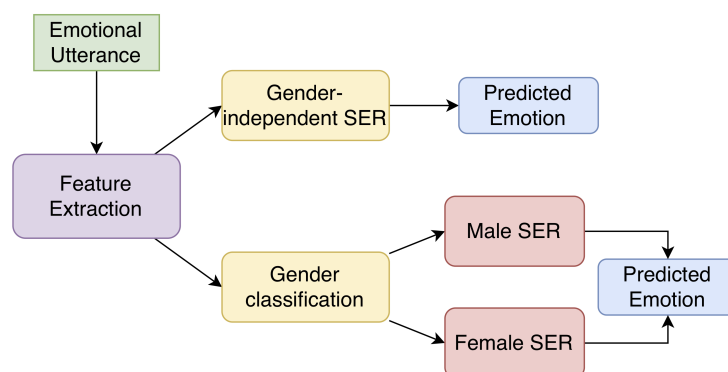 Emotional
Utterance
Gender-
independent SER
Predicted
Emotion
Feature
Extraction
Male SER
Gender
classification
Predicted
Emotion
Female SER